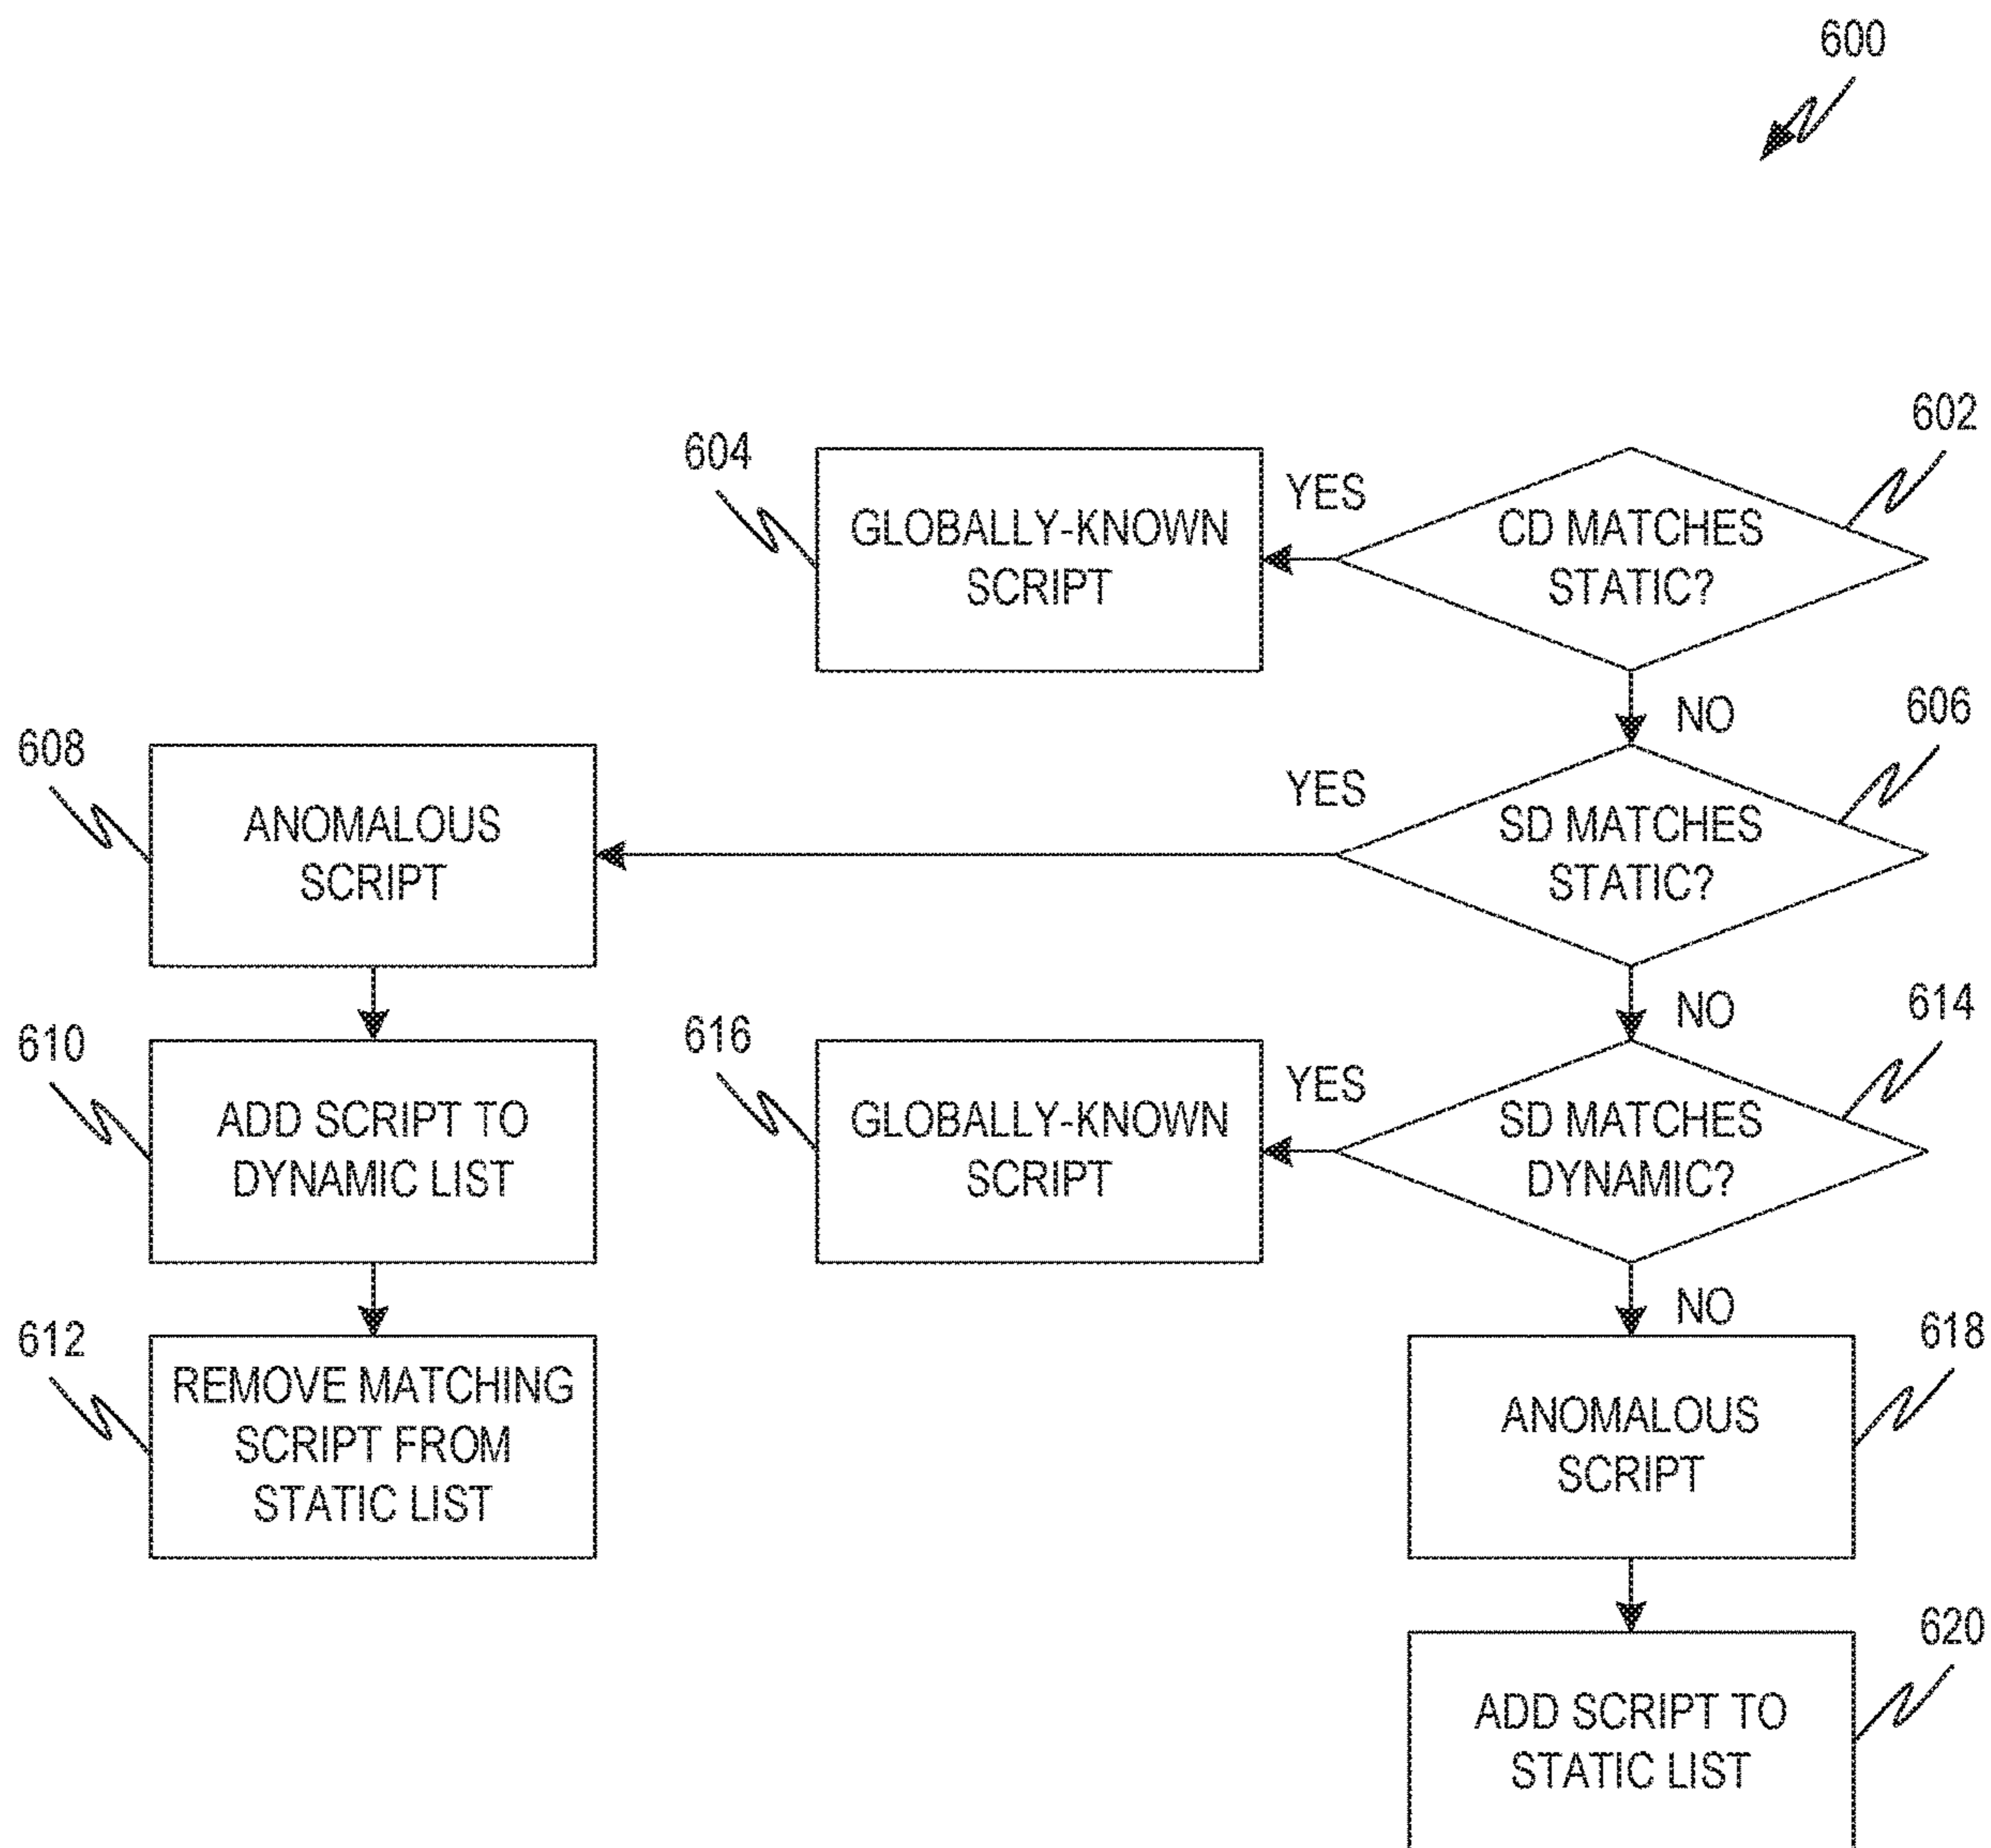 600
602
604
GLOBALLY-KNOWN
SCRIPT
YES
CD MATCHES
STATIC?
NO
606
608
ANOMALOUS
SCRIPT
YES
SD MATCHES
STATIC?
NO
614
610
ADD SCRIPT TO
DYNAMIC LIST
616
GLOBALLY-KNOWN
SCRIPT
YES
SD MATCHES
DYNAMIC?
NO
612
REMOVE MATCHING
SCRIPT FROM
STATIC LIST
618
ANOMALOUS
SCRIPT
620
ADD SCRIPT TO
STATIC LIST